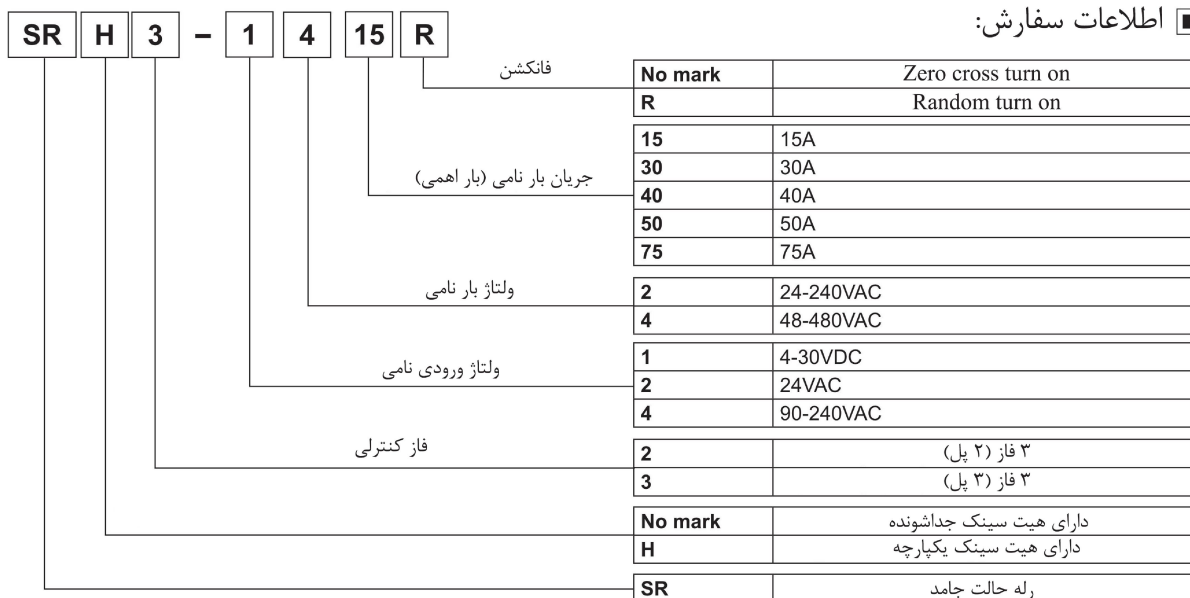 اطلاعات سفارش:
SR H 3 - 1 4 15 R
فانکشن
No mark Zero cross turn on
R Random turn on
جریان بار نامی (بار اهمی)
15 15A
30 30A
40 40A
50 50A
75 75A
ولتاژ بار نامی
2 24-240VAC
4 48-480VAC
ولتاژ ورودی نامی
1 4-30VDC
2 24VAC
4 90-240VAC
فاز کنترلی
2 ۳ فاز (۲ پل)
3 ۳ فاز (۳ پل)
No mark دارای هیت سینک جداشونده
H دارای هیت سینک یکپارچه
SR رله حالت جامد